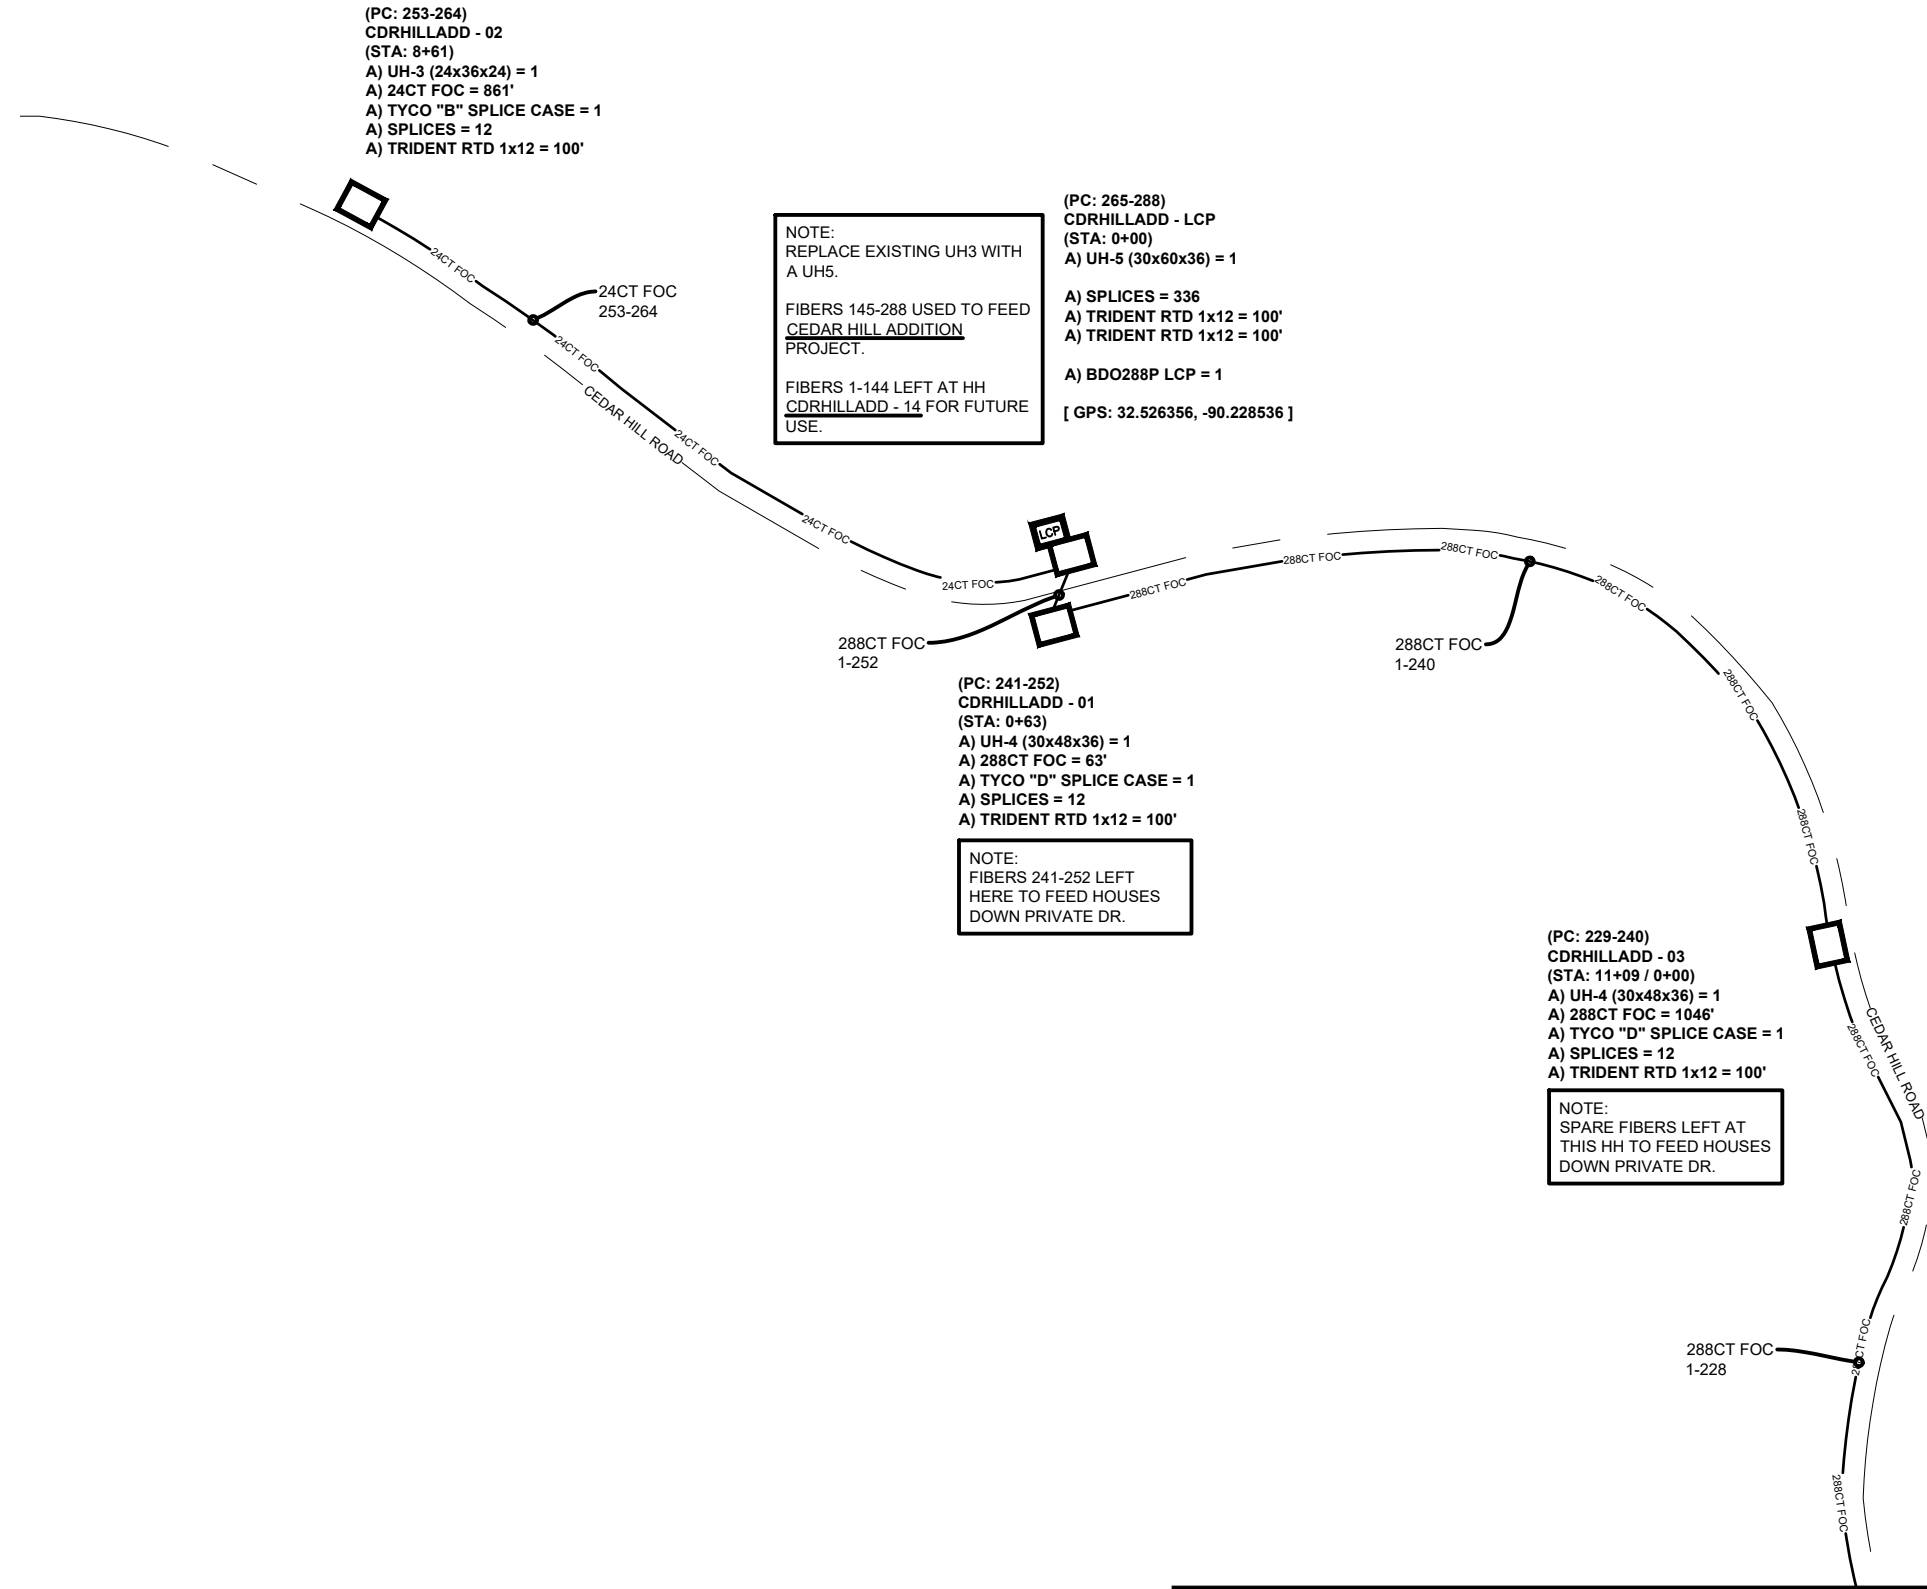 (PC: 253-264)
CDRHILLADD - 02
(STA: 8+61)
A) UH-3 (24x36x24) = 1
A) 24CT FOC = 861'
A) TYCO "B" SPLICE CASE = 1
A) SPLICES = 12
A) TRIDENT RTD 1x12 = 100'
24CT FOC
24CT FOC
253-264
24CT FOC
CEDAR HILL ROAD
24CT FOC
24CT FOC
24CT FOC
NOTE:
REPLACE EXISTING UH3 WITH
A UH5.
FIBERS 145-288 USED TO FEED
CEDAR HILL ADDITION
PROJECT.
FIBERS 1-144 LEFT AT HH
CDRHILLADD - 14 FOR FUTURE
USE.
(PC: 265-288)
CDRHILLADD - LCP
(STA: 0+00)
A) UH-5 (30x60x36) = 1
A) SPLICES = 336
A) TRIDENT RTD 1x12 = 100'
A) TRIDENT RTD 1x12 = 100'
A) BDO288P LCP = 1
[ GPS: 32.526356, -90.228536 ]
LCP
288CT FOC
1-252
288CT FOC
288CT FOC
288CT FOC
288CT FOC
1-240
288CT FOC
288CT FOC
288CT FOC
(PC: 241-252)
CDRHILLADD - 01
(STA: 0+63)
A) UH-4 (30x48x36) = 1
A) 288CT FOC = 63'
A) TYCO "D" SPLICE CASE = 1
A) SPLICES = 12
A) TRIDENT RTD 1x12 = 100'
NOTE:
FIBERS 241-252 LEFT
HERE TO FEED HOUSES
DOWN PRIVATE DR.
(PC: 229-240)
CDRHILLADD - 03
(STA: 11+09 / 0+00)
A) UH-4 (30x48x36) = 1
A) 288CT FOC = 1046'
A) TYCO "D" SPLICE CASE = 1
A) SPLICES = 12
A) TRIDENT RTD 1x12 = 100'
NOTE:
SPARE FIBERS LEFT AT
THIS HH TO FEED HOUSES
DOWN PRIVATE DR.
288CT FOC
CEDAR HILL ROAD
288CT FOC
288CT FOC
1-228
288CT FOC
288CT FOC